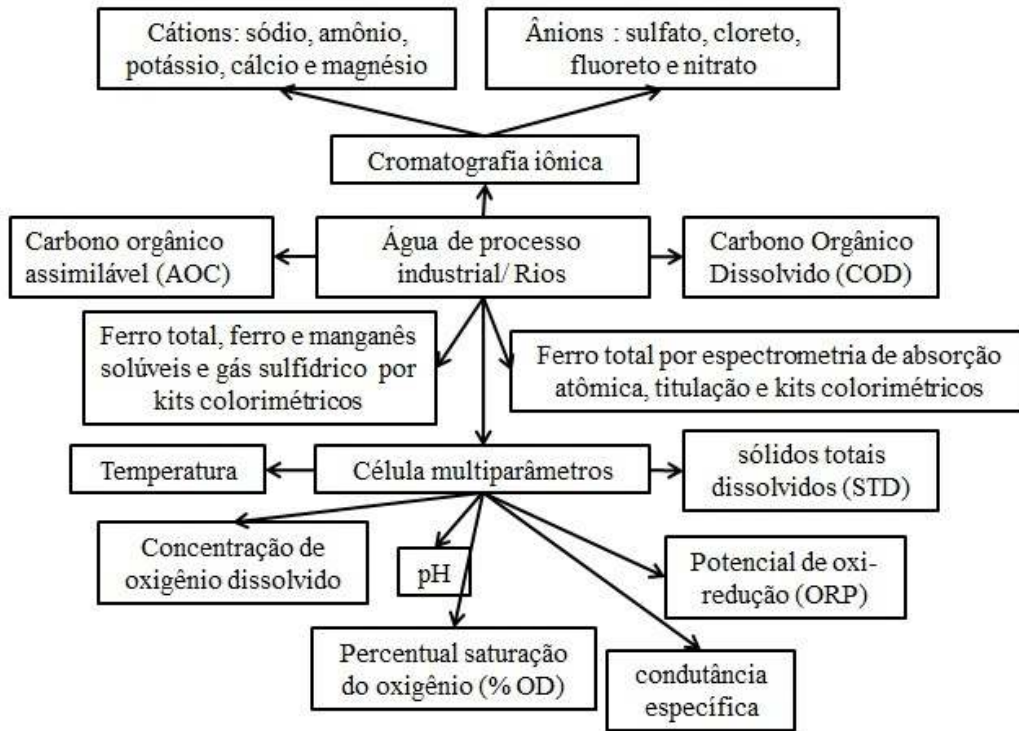 Cátions: sódio, amônio,
potássio, cálcio e magnésio
Ânions : sulfato, cloreto,
fluoreto e nitrato
Cromatografia iônica
Carbono orgânico
assimilável (AOC)
Água de processo
industrial/ Rios
Carbono Orgânico
Dissolvido (COD)
Ferro total, ferro e manganês
solúveis e gás sulfídrico por
kits colorimétricos
Ferro total por espectrometria de absorção
atômica, titulação e kits colorimétricos
Temperatura
Célula multiparâmetros
sólidos totais
dissolvidos (STD)
Concentração de
oxigênio dissolvido
pH
Potencial de oxi-
redução (ORP)
Percentual saturação
do oxigênio (% OD)
condutância
específica